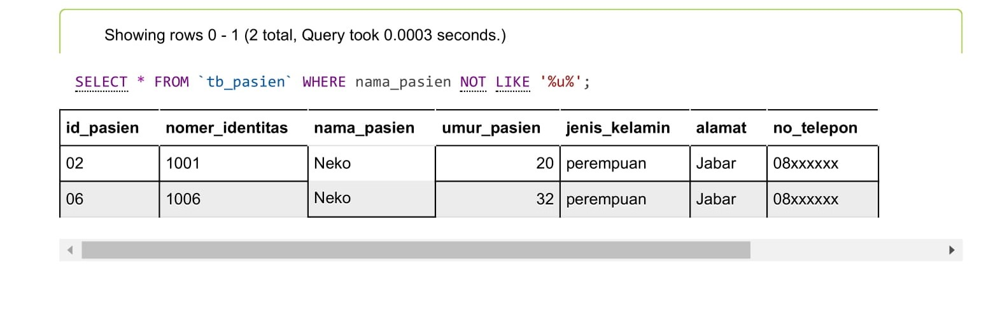 Showing rows 0 - 1 (2 total, Query took 0.0003 seconds.)
SELECT * FROM `tb_pasien` WHERE nama_pasien NOT LIKE '%u%';
id_pasien nomer_identitas nama_pasien umur_pasien jenis_kelamin alamat no_telepon
02 1001 Neko 20 perempuan Jabar 08xxxxxx
06 1006 Neko 32 perempuan Jabar 08xxxxxx